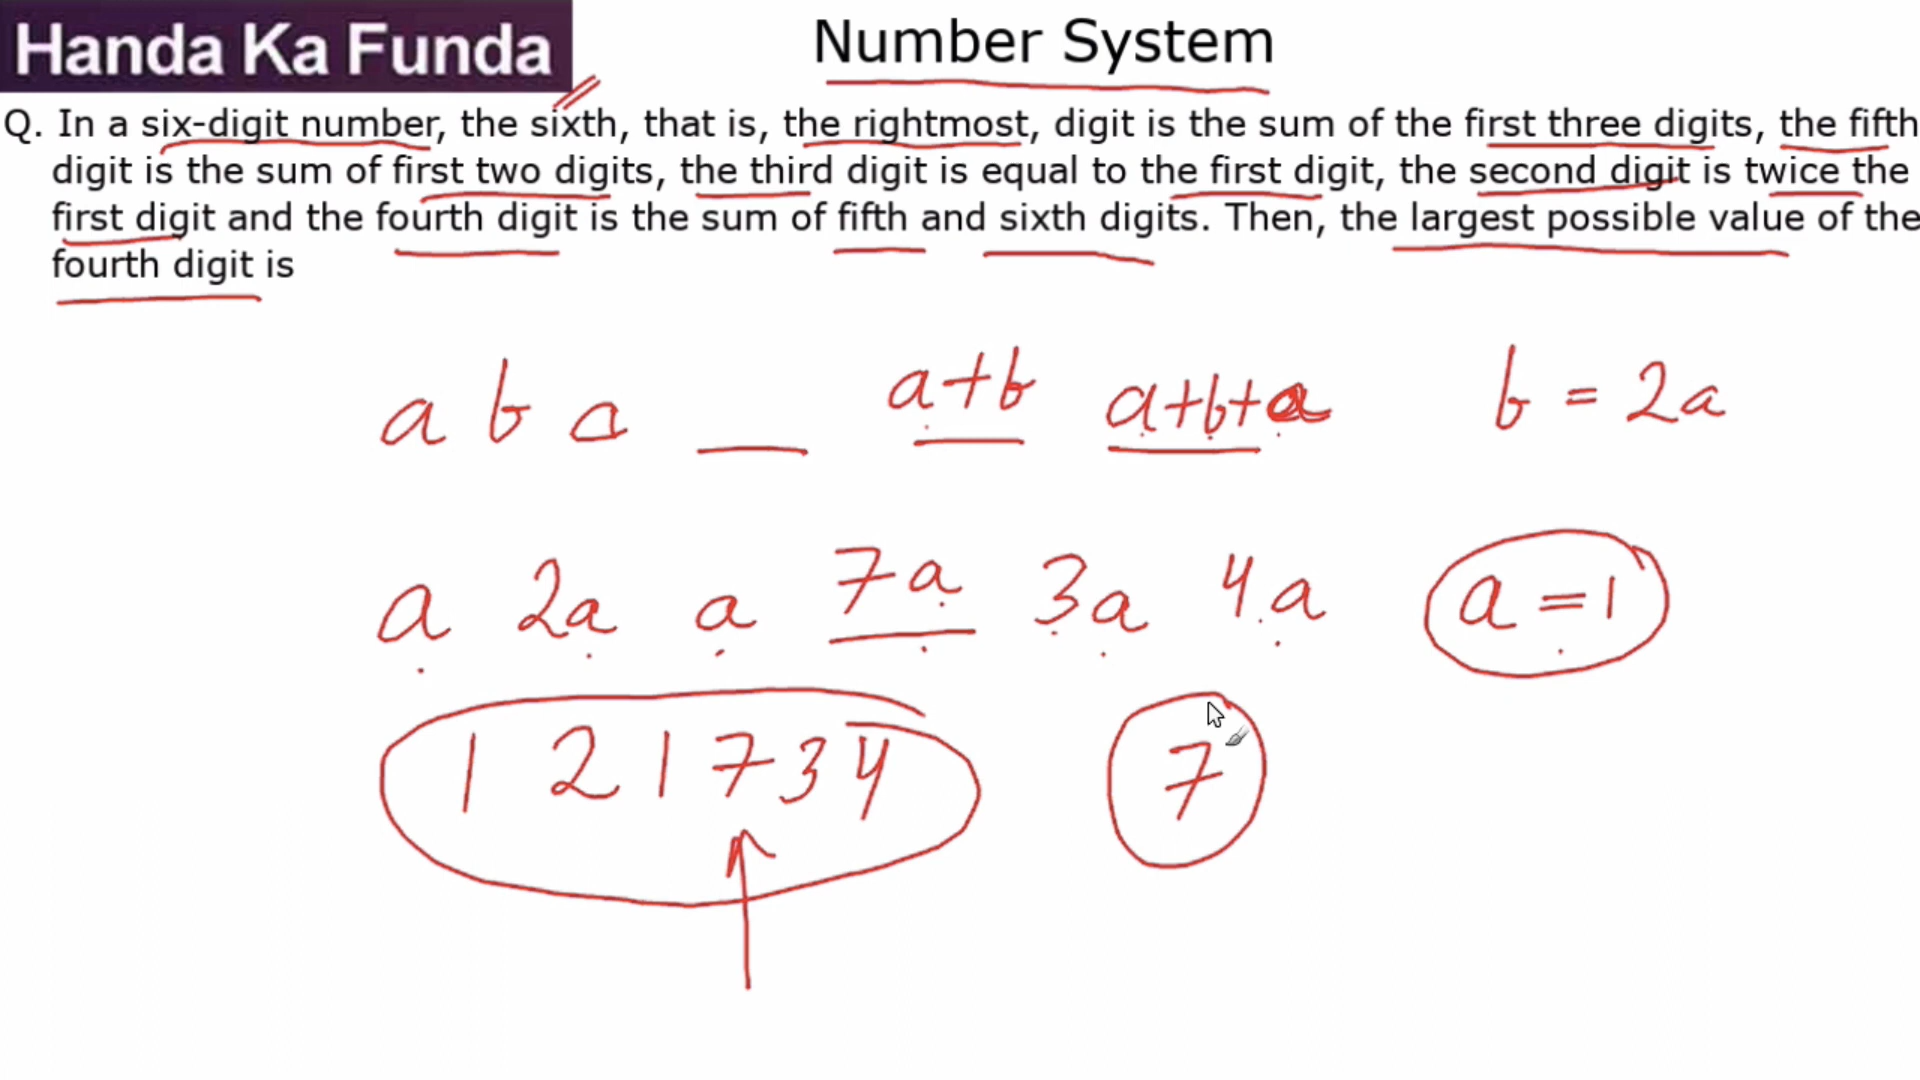 Handa Ka Funda
Number System
Q. In a six-digit number, the sixth, that is, the rightmost, digit is the sum of the first three digits, the fifth
digit is the sum of first two digits, the third digit is equal to the first digit, the second digit is twice the
first digit and the fourth digit is the sum of fifth and sixth digits. Then, the largest possible value of the
fourth digit is
a b a __ a+b a+b+a b = 2a
a 2a a 7a 3a 4a a = 1
1 2 1 7 3 4 7